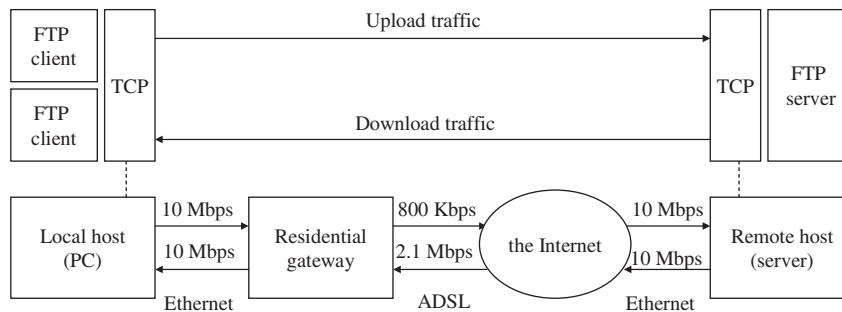 FTP
client
FTP
client
TCP
Upload traffic
Download traffic
TCP
FTP
server
Local host
(PC)
10 Mbps
10 Mbps
Ethernet
Residential
gateway
800 Kbps
2.1 Mbps
ADSL
the Internet
10 Mbps
10 Mbps
Ethernet
Remote host
(server)